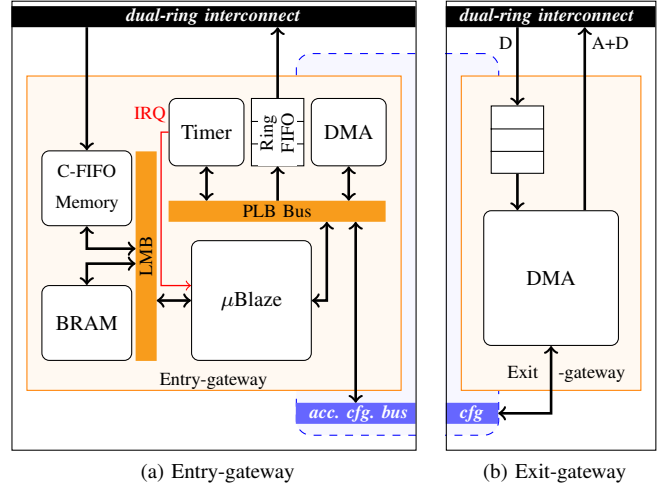 dual-ring interconnect
IRQ
Timer
Ring
FIFO
DMA
C-FIFO
Memory
PLB Bus
LMB
BRAM
μBlaze
Entry-gateway
acc. cfg. bus
(a) Entry-gateway
dual-ring interconnect
D
A+D
DMA
Exit
-gateway
cfg
(b) Exit-gateway